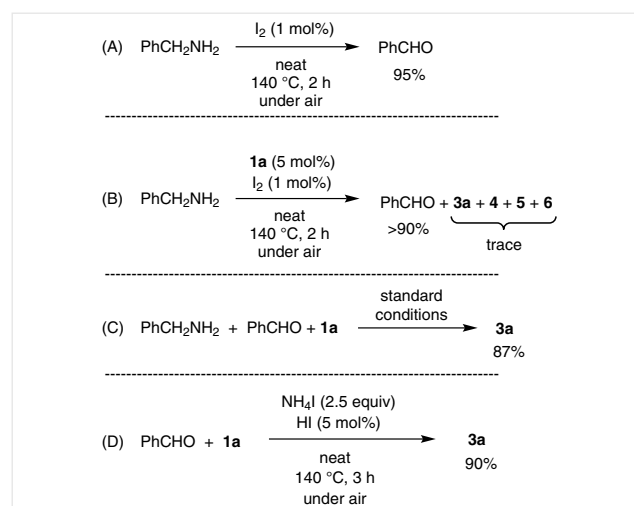 I2 (1 mol%)
(A) PhCH2NH2 PhCHO
neat 95%
140 °C, 2 h
under air
1a (5 mol%)
I2 (1 mol%)
(B) PhCH2NH2 PhCHO + 3a + 4 + 5 + 6
neat >90% trace
140 °C, 2 h
under air
standard
conditions
(C) PhCH2NH2 + PhCHO + 1a 3a
87%
NH4I (2.5 equiv)
HI (5 mol%)
(D) PhCHO + 1a 3a
neat 90%
140 °C, 3 h
under air